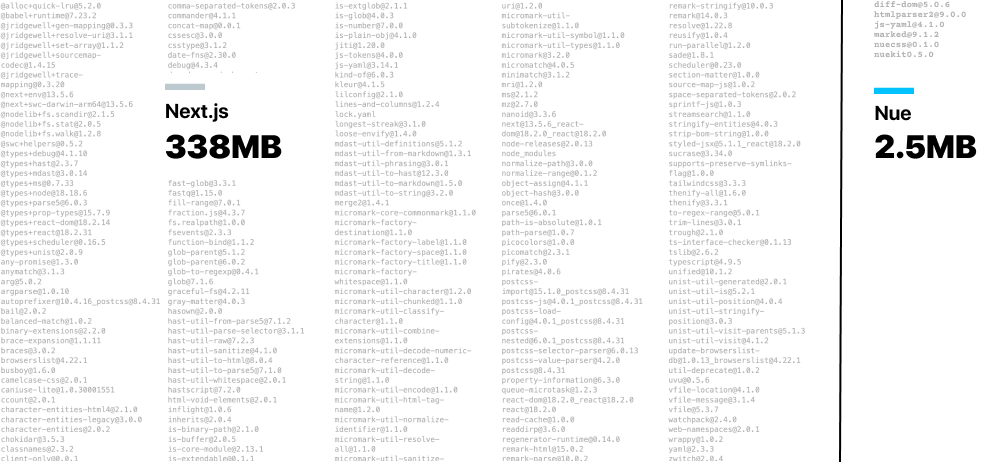 @alloc+quick-lru@5.2.0
@babel+runtime@7.23.2
@jridgewell+gen-mapping@0.3.3
@jridgewell+resolve-uri@3.1.1
@jridgewell+set-array@1.1.2
@jridgewell+sourcemap-
codec@1.4.15
@jridgewell+trace-
mapping@0.3.20
@next+env@13.5.6
@next+swc-darwin-arm64@13.5.6
@nodelib+fs.scandir@2.1.5
@nodelib+fs.stat@2.0.5
@nodelib+fs.walk@1.2.8
@swc+helpers@0.5.2
@types+debug@4.1.10
@types+hast@2.3.7
@types+mdast@3.0.14
@types+ms@0.7.33
@types+node@18.18.6
@types+parse5@6.0.3
@types+prop-types@15.7.9
@types+react-dom@18.2.14
@types+react@18.2.31
@types+scheduler@0.16.5
@types+unist@2.0.9
any-promise@1.3.0
anymatch@3.1.3
arg@5.0.2
argparse@1.0.10
autoprefixer@10.4.16_postcss@8.4.31
bail@2.0.2
balanced-match@1.0.2
binary-extensions@2.2.0
brace-expansion@1.1.11
braces@3.0.2
browserslist@4.22.1
busboy@1.6.0
camelcase-css@2.0.1
caniuse-lite@1.0.30001551
ccount@2.0.1
character-entities-html4@2.1.0
character-entities-legacy@3.0.0
character-entities@2.0.2
chokidar@3.5.3
classnames@2.3.2
client-only@0.0.1
comma-separated-tokens@2.0.3
commander@4.1.1
concat-map@0.0.1
cssesc@3.0.0
csstype@3.1.2
date-fns@2.30.0
debug@4.3.4
Next.js
338MB
fast-glob@3.3.1
fastq@1.15.0
fill-range@7.0.1
fraction.js@4.3.7
fs.realpath@1.0.0
fsevents@2.3.3
function-bind@1.1.2
glob-parent@5.1.2
glob-parent@6.0.2
glob-to-regexp@0.4.1
glob@7.1.6
graceful-fs@4.2.11
gray-matter@4.0.3
hasown@2.0.0
hast-util-from-parse5@7.1.2
hast-util-parse-selector@3.1.1
hast-util-raw@7.2.3
hast-util-sanitize@4.1.0
hast-util-to-html@8.0.4
hast-util-to-parse5@7.1.0
hast-util-whitespace@2.0.1
hastscript@7.2.0
html-void-elements@2.0.1
inflight@1.0.6
inherits@2.0.4
is-binary-path@2.1.0
is-buffer@2.0.5
is-core-module@2.13.1
is-extendable@0.1.1
is-extglob@2.1.1
is-glob@4.0.3
is-number@7.0.0
is-plain-obj@4.1.0
jiti@1.20.0
js-tokens@4.0.0
js-yaml@3.14.1
kind-of@6.0.3
kleur@4.1.5
lilconfig@2.1.0
lines-and-columns@1.2.4
lock.yaml
longest-streak@3.1.0
loose-envify@1.4.0
mdast-util-definitions@5.1.2
mdast-util-from-markdown@1.3.1
mdast-util-phrasing@3.0.1
mdast-util-to-hast@12.3.0
mdast-util-to-markdown@1.5.0
mdast-util-to-string@3.2.0
merge2@1.4.1
micromark-core-commonmark@1.1.0
micromark-factory-
destination@1.1.0
micromark-factory-label@1.1.0
micromark-factory-space@1.1.0
micromark-factory-title@1.1.0
micromark-factory-
whitespace@1.1.0
micromark-util-character@1.2.0
micromark-util-chunked@1.1.0
micromark-util-classify-
character@1.1.0
micromark-util-combine-
extensions@1.1.0
micromark-util-decode-numeric-
character-reference@1.1.0
micromark-util-decode-
string@1.1.0
micromark-util-encode@1.1.0
micromark-util-html-tag-
name@1.2.0
micromark-util-normalize-
identifier@1.1.0
micromark-util-resolve-
all@1.1.0
micromark-util-sanitize-
uri@1.2.0
micromark-util-
subtokenize@1.1.0
micromark-util-symbol@1.1.0
micromark-util-types@1.1.0
micromark@3.2.0
micromatch@4.0.5
minimatch@3.1.2
mri@1.2.0
ms@2.1.2
mz@2.7.0
nanoid@3.3.6
next@13.5.6_react-
dom@18.2.0_react@18.2.0
node-releases@2.0.13
node_modules
normalize-path@3.0.0
normalize-range@0.1.2
object-assign@4.1.1
object-hash@3.0.0
once@1.4.0
parse5@6.0.1
path-is-absolute@1.0.1
path-parse@1.0.7
picocolors@1.0.0
picomatch@2.3.1
pify@2.3.0
pirates@4.0.6
postcss-
import@15.1.0_postcss@8.4.31
postcss-js@4.0.1_postcss@8.4.31
postcss-load-
config@4.0.1_postcss@8.4.31
postcss-
nested@6.0.1_postcss@8.4.31
postcss-selector-parser@6.0.13
postcss-value-parser@4.2.0
postcss@8.4.31
property-information@6.3.0
queue-microtask@1.2.3
react-dom@18.2.0_react@18.2.0
react@18.2.0
read-cache@1.0.0
readdirp@3.6.0
regenerator-runtime@0.14.0
remark-html@15.0.2
remark-parse@10.0.2
remark-stringify@10.0.3
remark@14.0.3
resolve@1.22.8
reusify@1.0.4
run-parallel@1.2.0
sade@1.8.1
scheduler@0.23.0
section-matter@1.0.0
source-map-js@1.0.2
space-separated-tokens@2.0.2
sprintf-js@1.0.3
streamsearch@1.1.0
stringify-entities@4.0.3
strip-bom-string@1.0.0
styled-jsx@5.1.1_react@18.2.0
sucrase@3.34.0
supports-preserve-symlinks-
flag@1.0.0
tailwindcss@3.3.3
thenify-all@1.6.0
thenify@3.3.1
to-regex-range@5.0.1
trim-lines@3.0.1
trough@2.1.0
ts-interface-checker@0.1.13
tslib@2.6.2
typescript@4.9.5
unified@10.1.2
unist-util-generated@2.0.1
unist-util-is@5.2.1
unist-util-position@4.0.4
unist-util-stringify-
position@3.0.3
unist-util-visit-parents@5.1.3
unist-util-visit@4.1.2
update-browserslist-
db@1.0.13_browserslist@4.22.1
util-deprecate@1.0.2
uvu@0.5.6
vfile-location@4.1.0
vfile-message@3.1.4
vfile@5.3.7
watchpack@2.4.0
web-namespaces@2.0.1
wrappy@1.0.2
yaml@2.3.3
zwitch@2.0.4
diff-dom@5.0.6
htmlparser2@9.0.0
js-yaml@4.1.0
marked@9.1.2
nuecss@0.1.0
nuekit0.5.0
Nue
2.5MB